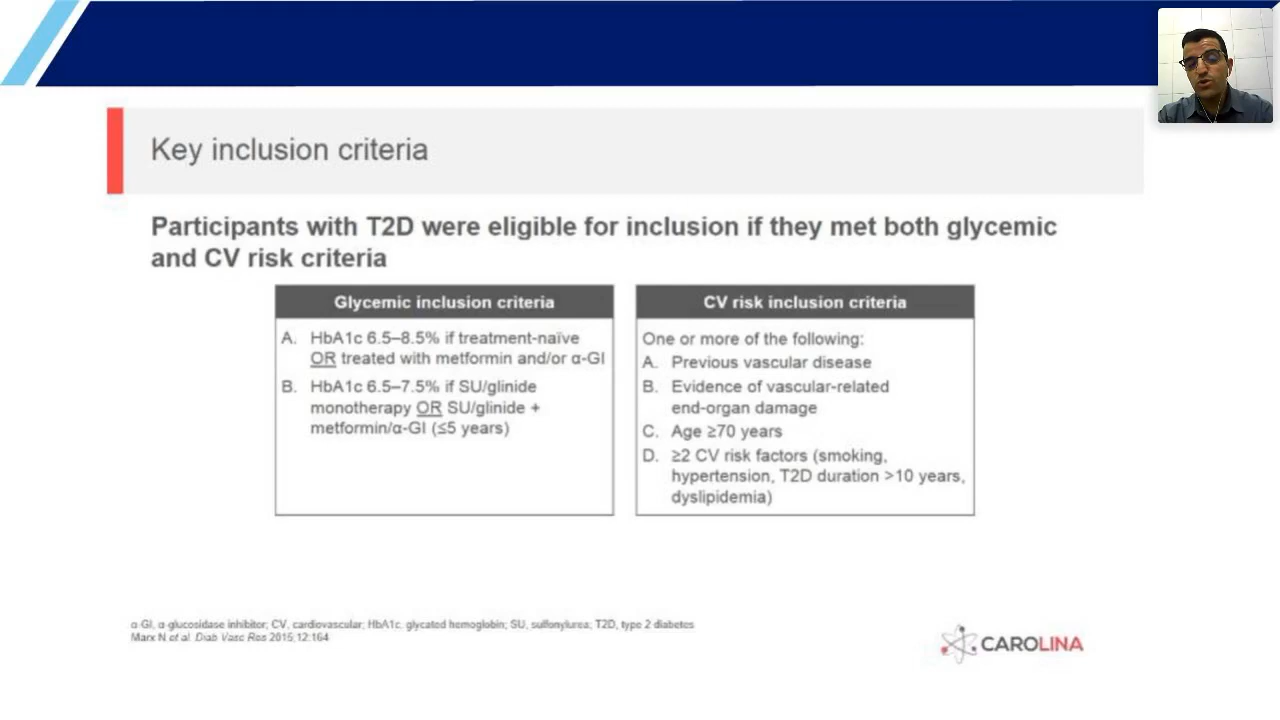 Key inclusion criteria
Participants with T2D were eligible for inclusion if they met both glycemic
and CV risk criteria
Glycemic inclusion criteria
A. HbA1c 6.5–8.5% if treatment-naïve
OR treated with metformin and/or α-GI
B. HbA1c 6.5–7.5% if SU/glinide
monotherapy OR SU/glinide +
metformin/α-GI (≤5 years)
CV risk inclusion criteria
One or more of the following:
A. Previous vascular disease
B. Evidence of vascular-related
end-organ damage
C. Age ≥70 years
D. ≥2 CV risk factors (smoking,
hypertension, T2D duration >10 years,
dyslipidemia)
α-GI, α-glucosidase inhibitor; CV, cardiovascular; HbA1c, glycated hemoglobin; SU, sulfonylurea; T2D, type 2 diabetes
Marx N et al. Diab Vasc Res 2015;12:164
CAROLINA